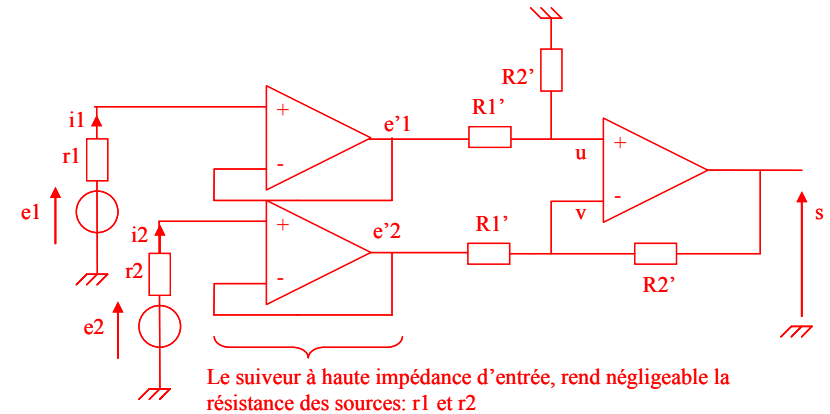 R2’
R1’
+
i1
e’1
-
r1
u
+
e1
v
-
s
i2
+
e’2
R1’
r2
-
R2’
e2
Le suiveur à haute impédance d’entrée, rend négligeable la
résistance des sources: r1 et r2